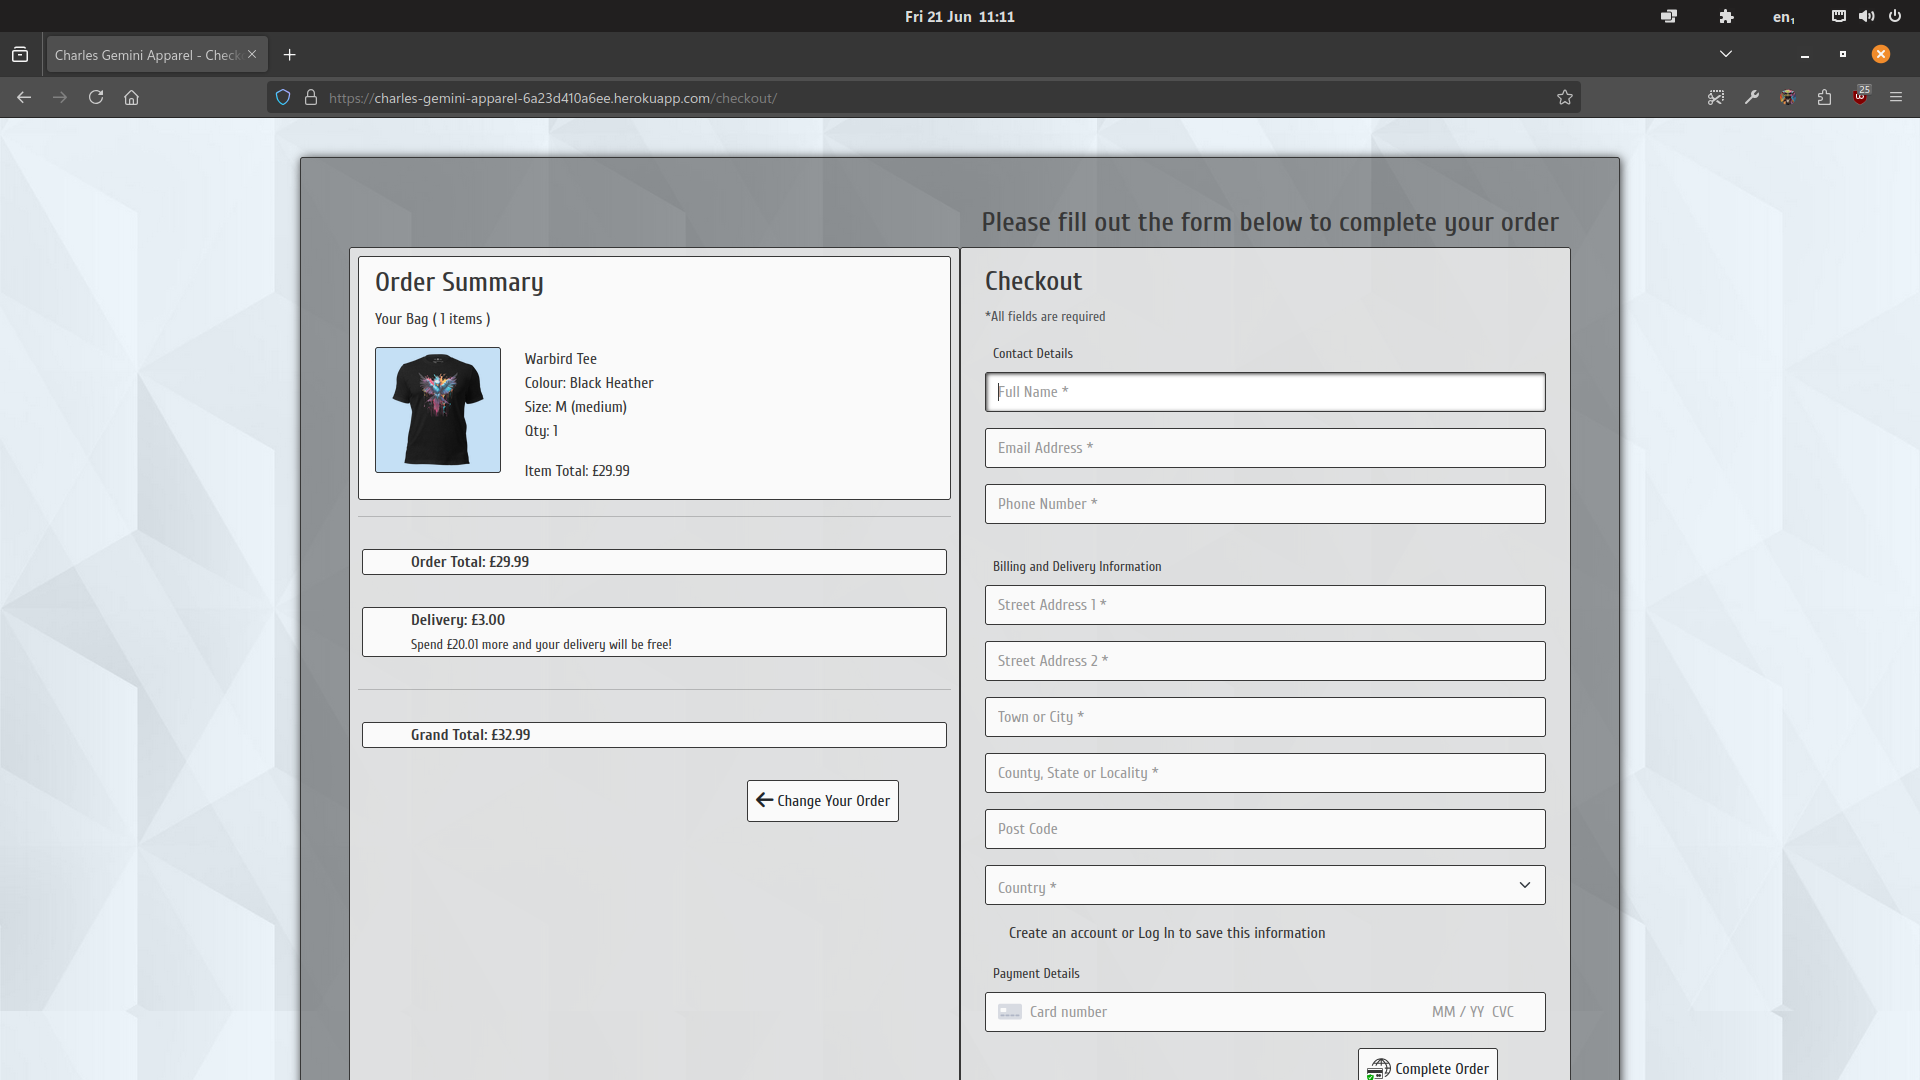 Fri 21 Jun 11:11
en1
Charles Gemini Apparel - Check
https://charles-gemini-apparel-6a23d410a6ee.herokuapp.com/checkout/
25
Please fill out the form below to complete your order
Order Summary
Your Bag ( 1 items )
Warbird Tee
Colour: Black Heather
Size: M (medium)
Qty: 1
Item Total: £29.99
Order Total: £29.99
Delivery: £3.00
Spend £20.01 more and your delivery will be free!
Grand Total: £32.99
Change Your Order
Checkout
*All fields are required
Contact Details
Full Name *
Email Address *
Phone Number *
Billing and Delivery Information
Street Address 1 *
Street Address 2 *
Town or City *
County, State or Locality *
Post Code
Country *
Create an account or Log In to save this information
Payment Details
Card number MM / YY CVC
Complete Order